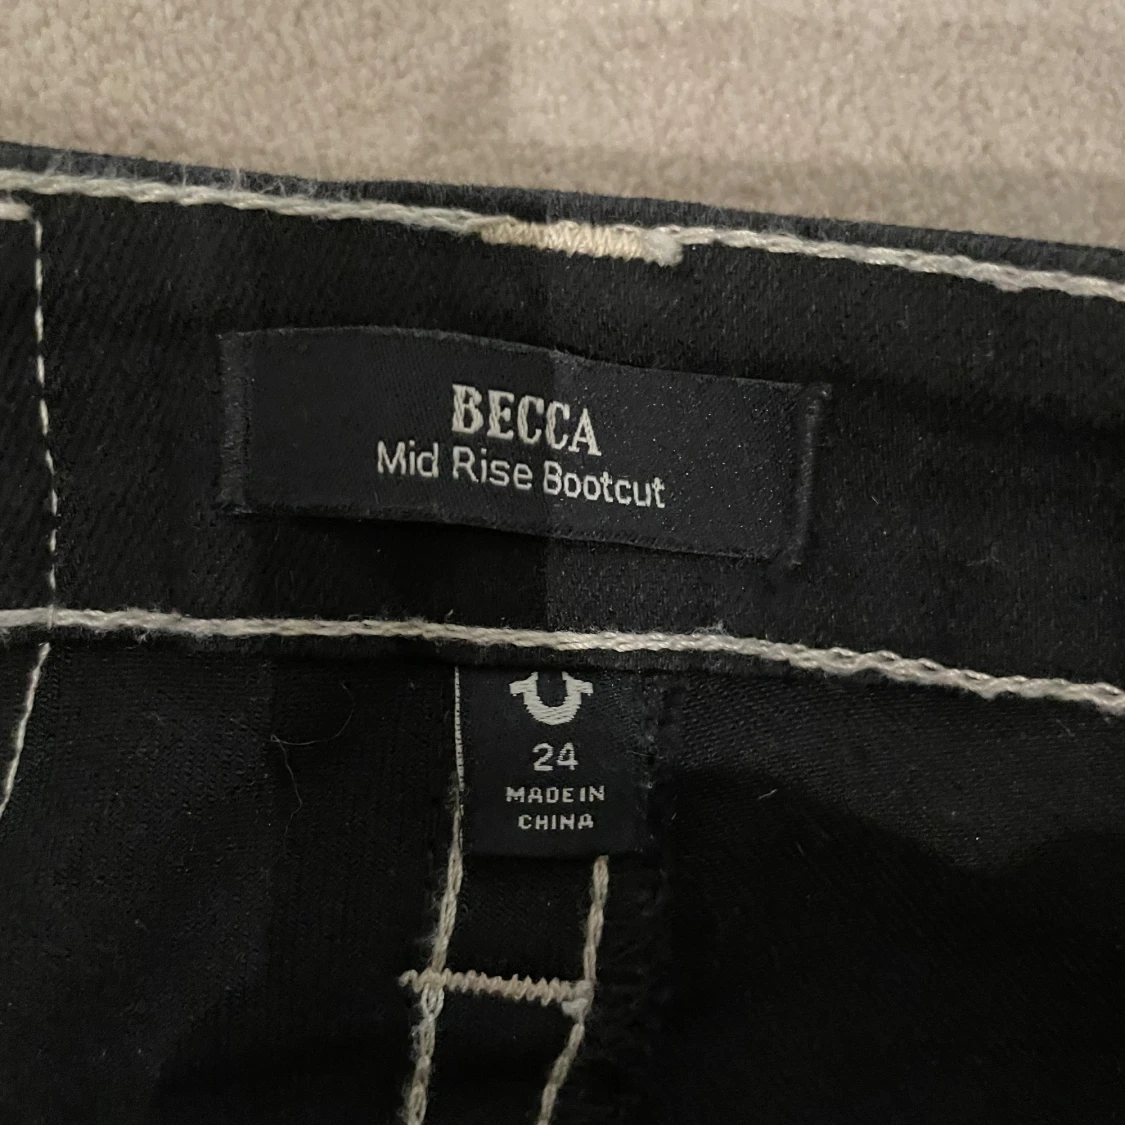 BECCA
Mid Rise Bootcut
24
MADE IN
CHINA